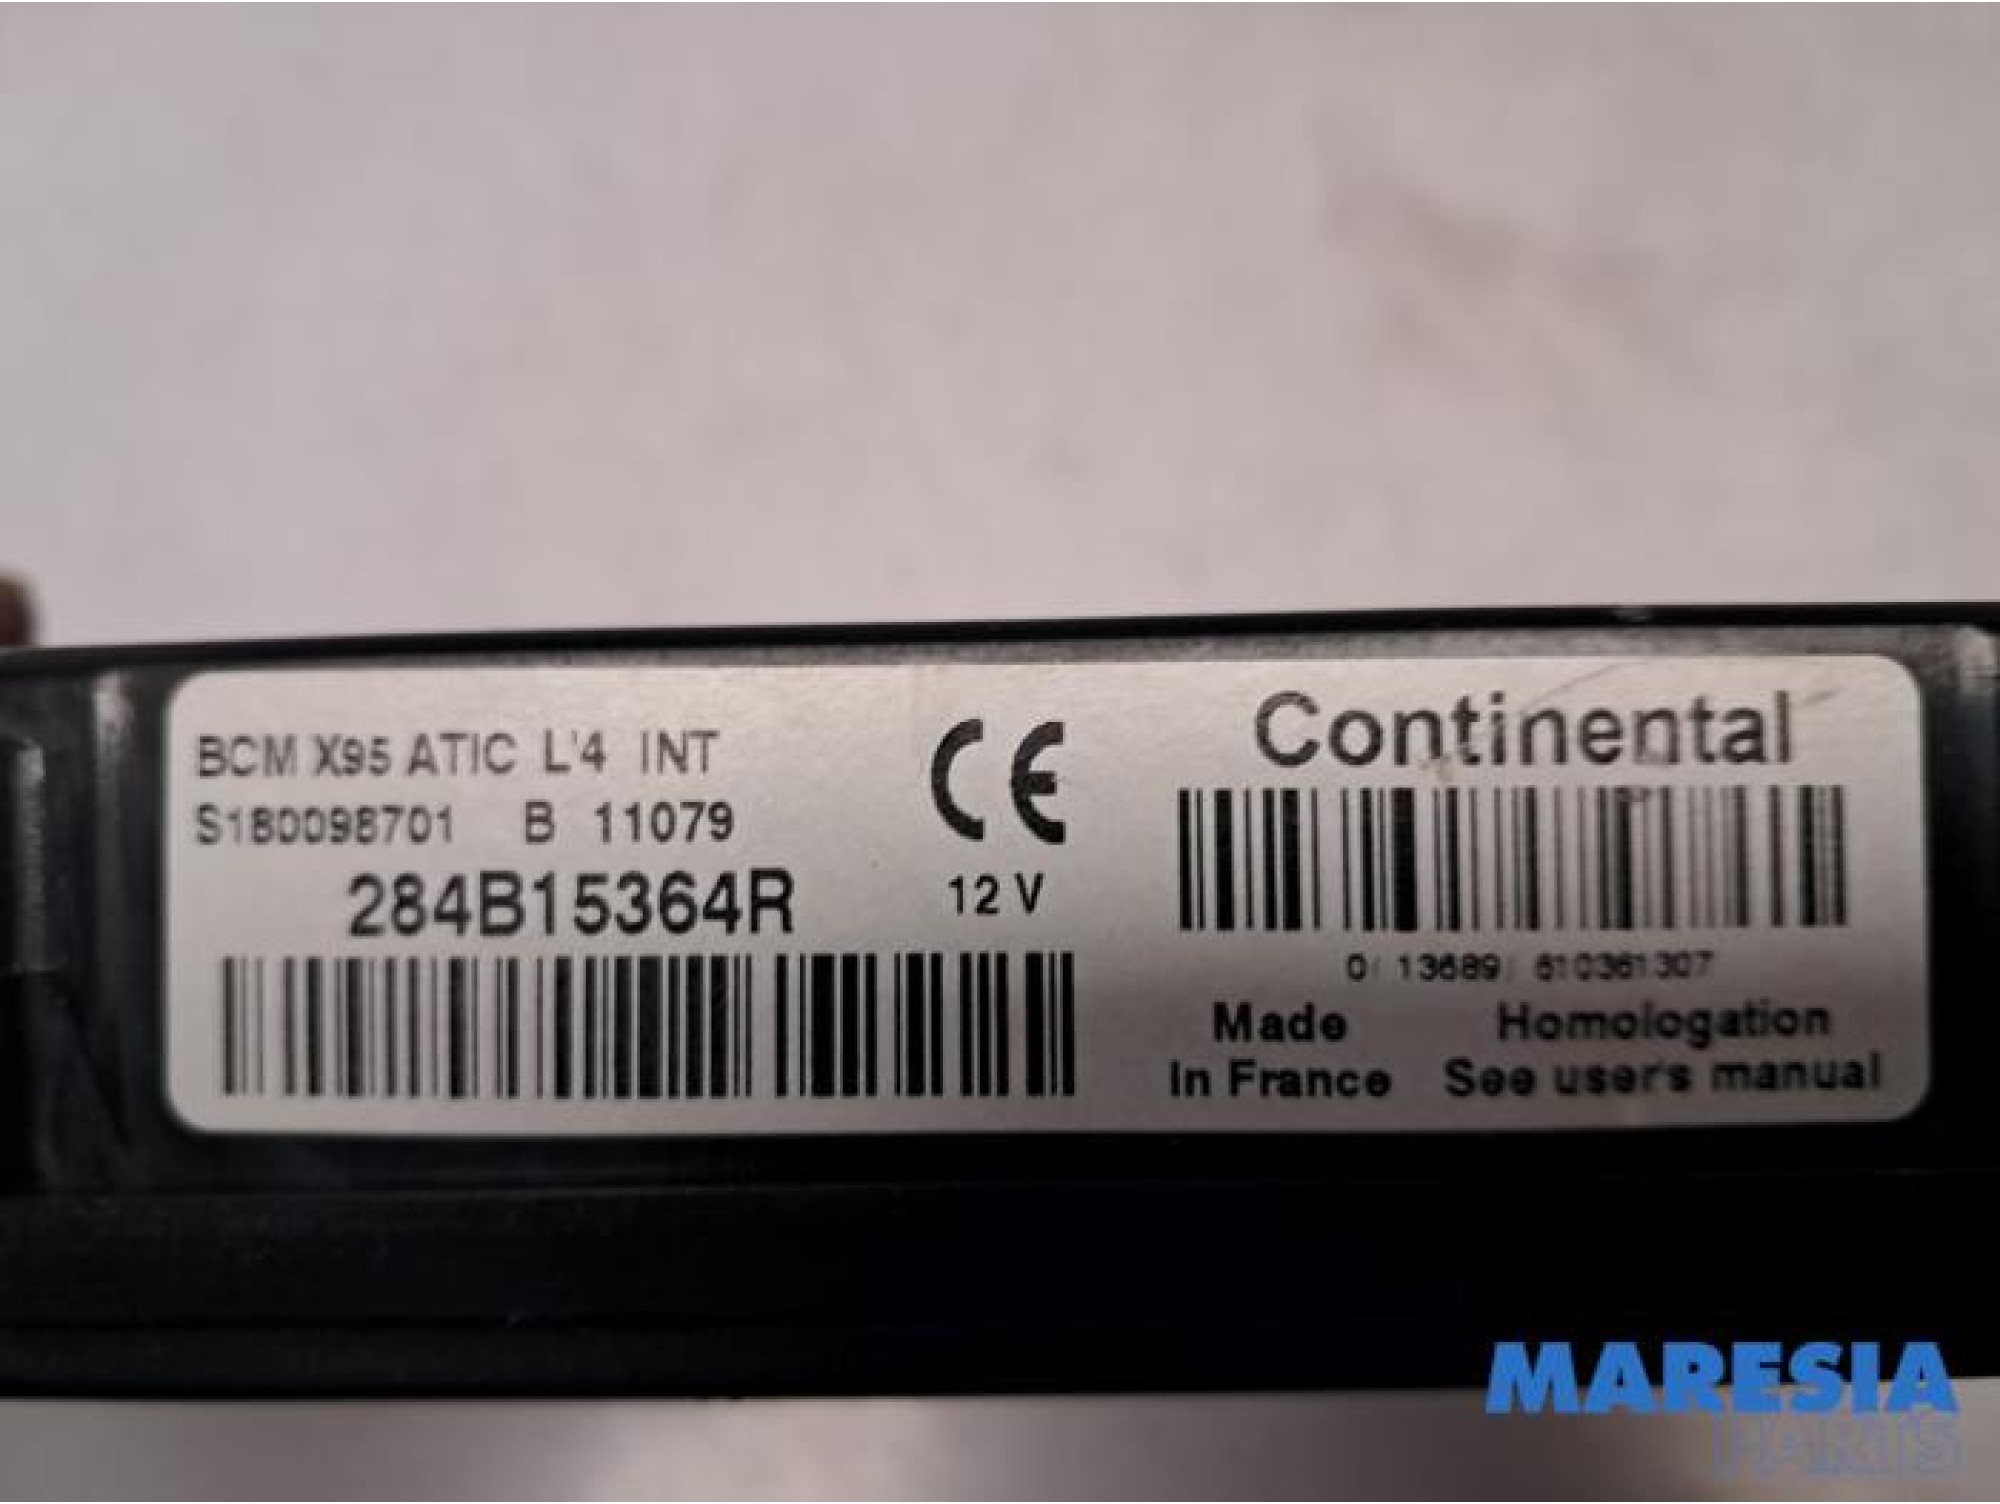 BCM X95 ATIC L'4 INT
S180098701 B 11079
284B15364R
CE
12 V
Continental
0 13689 610361307
Made
In France
Homologation
See user's manual
MARESIA
PARTS